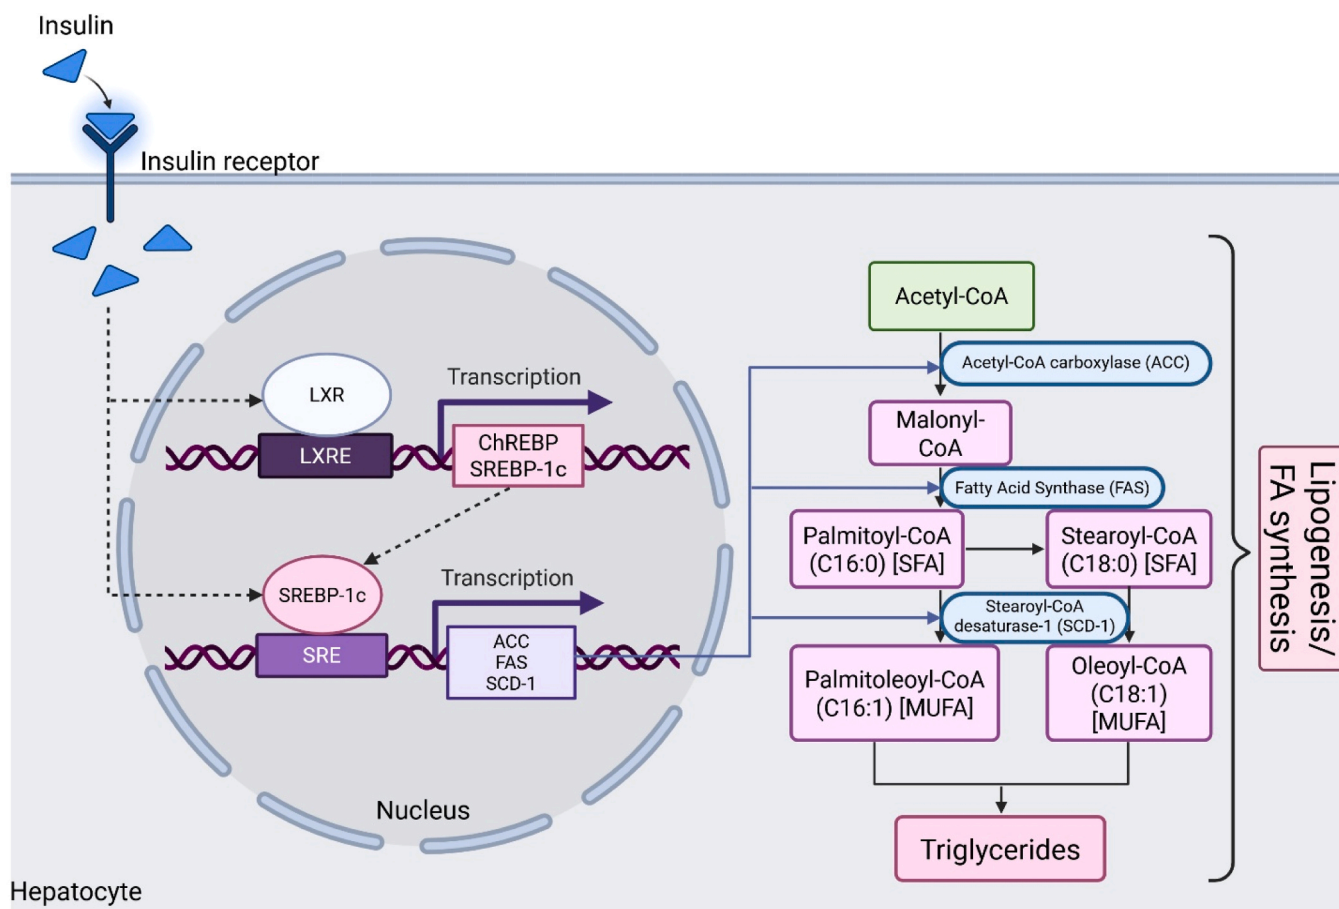 Insulin
Insulin receptor
LXR
LXRE
Transcription
ChREBP
SREBP-1c
SREBP-1c
SRE
Transcription
ACC
FAS
SCD-1
Nucleus
Hepatocyte
Acetyl-CoA
Acetyl-CoA carboxylase (ACC)
Malonyl-
CoA
Fatty Acid Synthase (FAS)
Palmitoyl-CoA
(C16:0) [SFA]
Stearoyl-CoA
(C18:0) [SFA]
Stearoyl-CoA
desaturase-1 (SCD-1)
Palmitoleoyl-CoA
(C16:1) [MUFA]
Oleoyl-CoA
(C18:1)
[MUFA]
Triglycerides
Lipogenesis/
FA synthesis